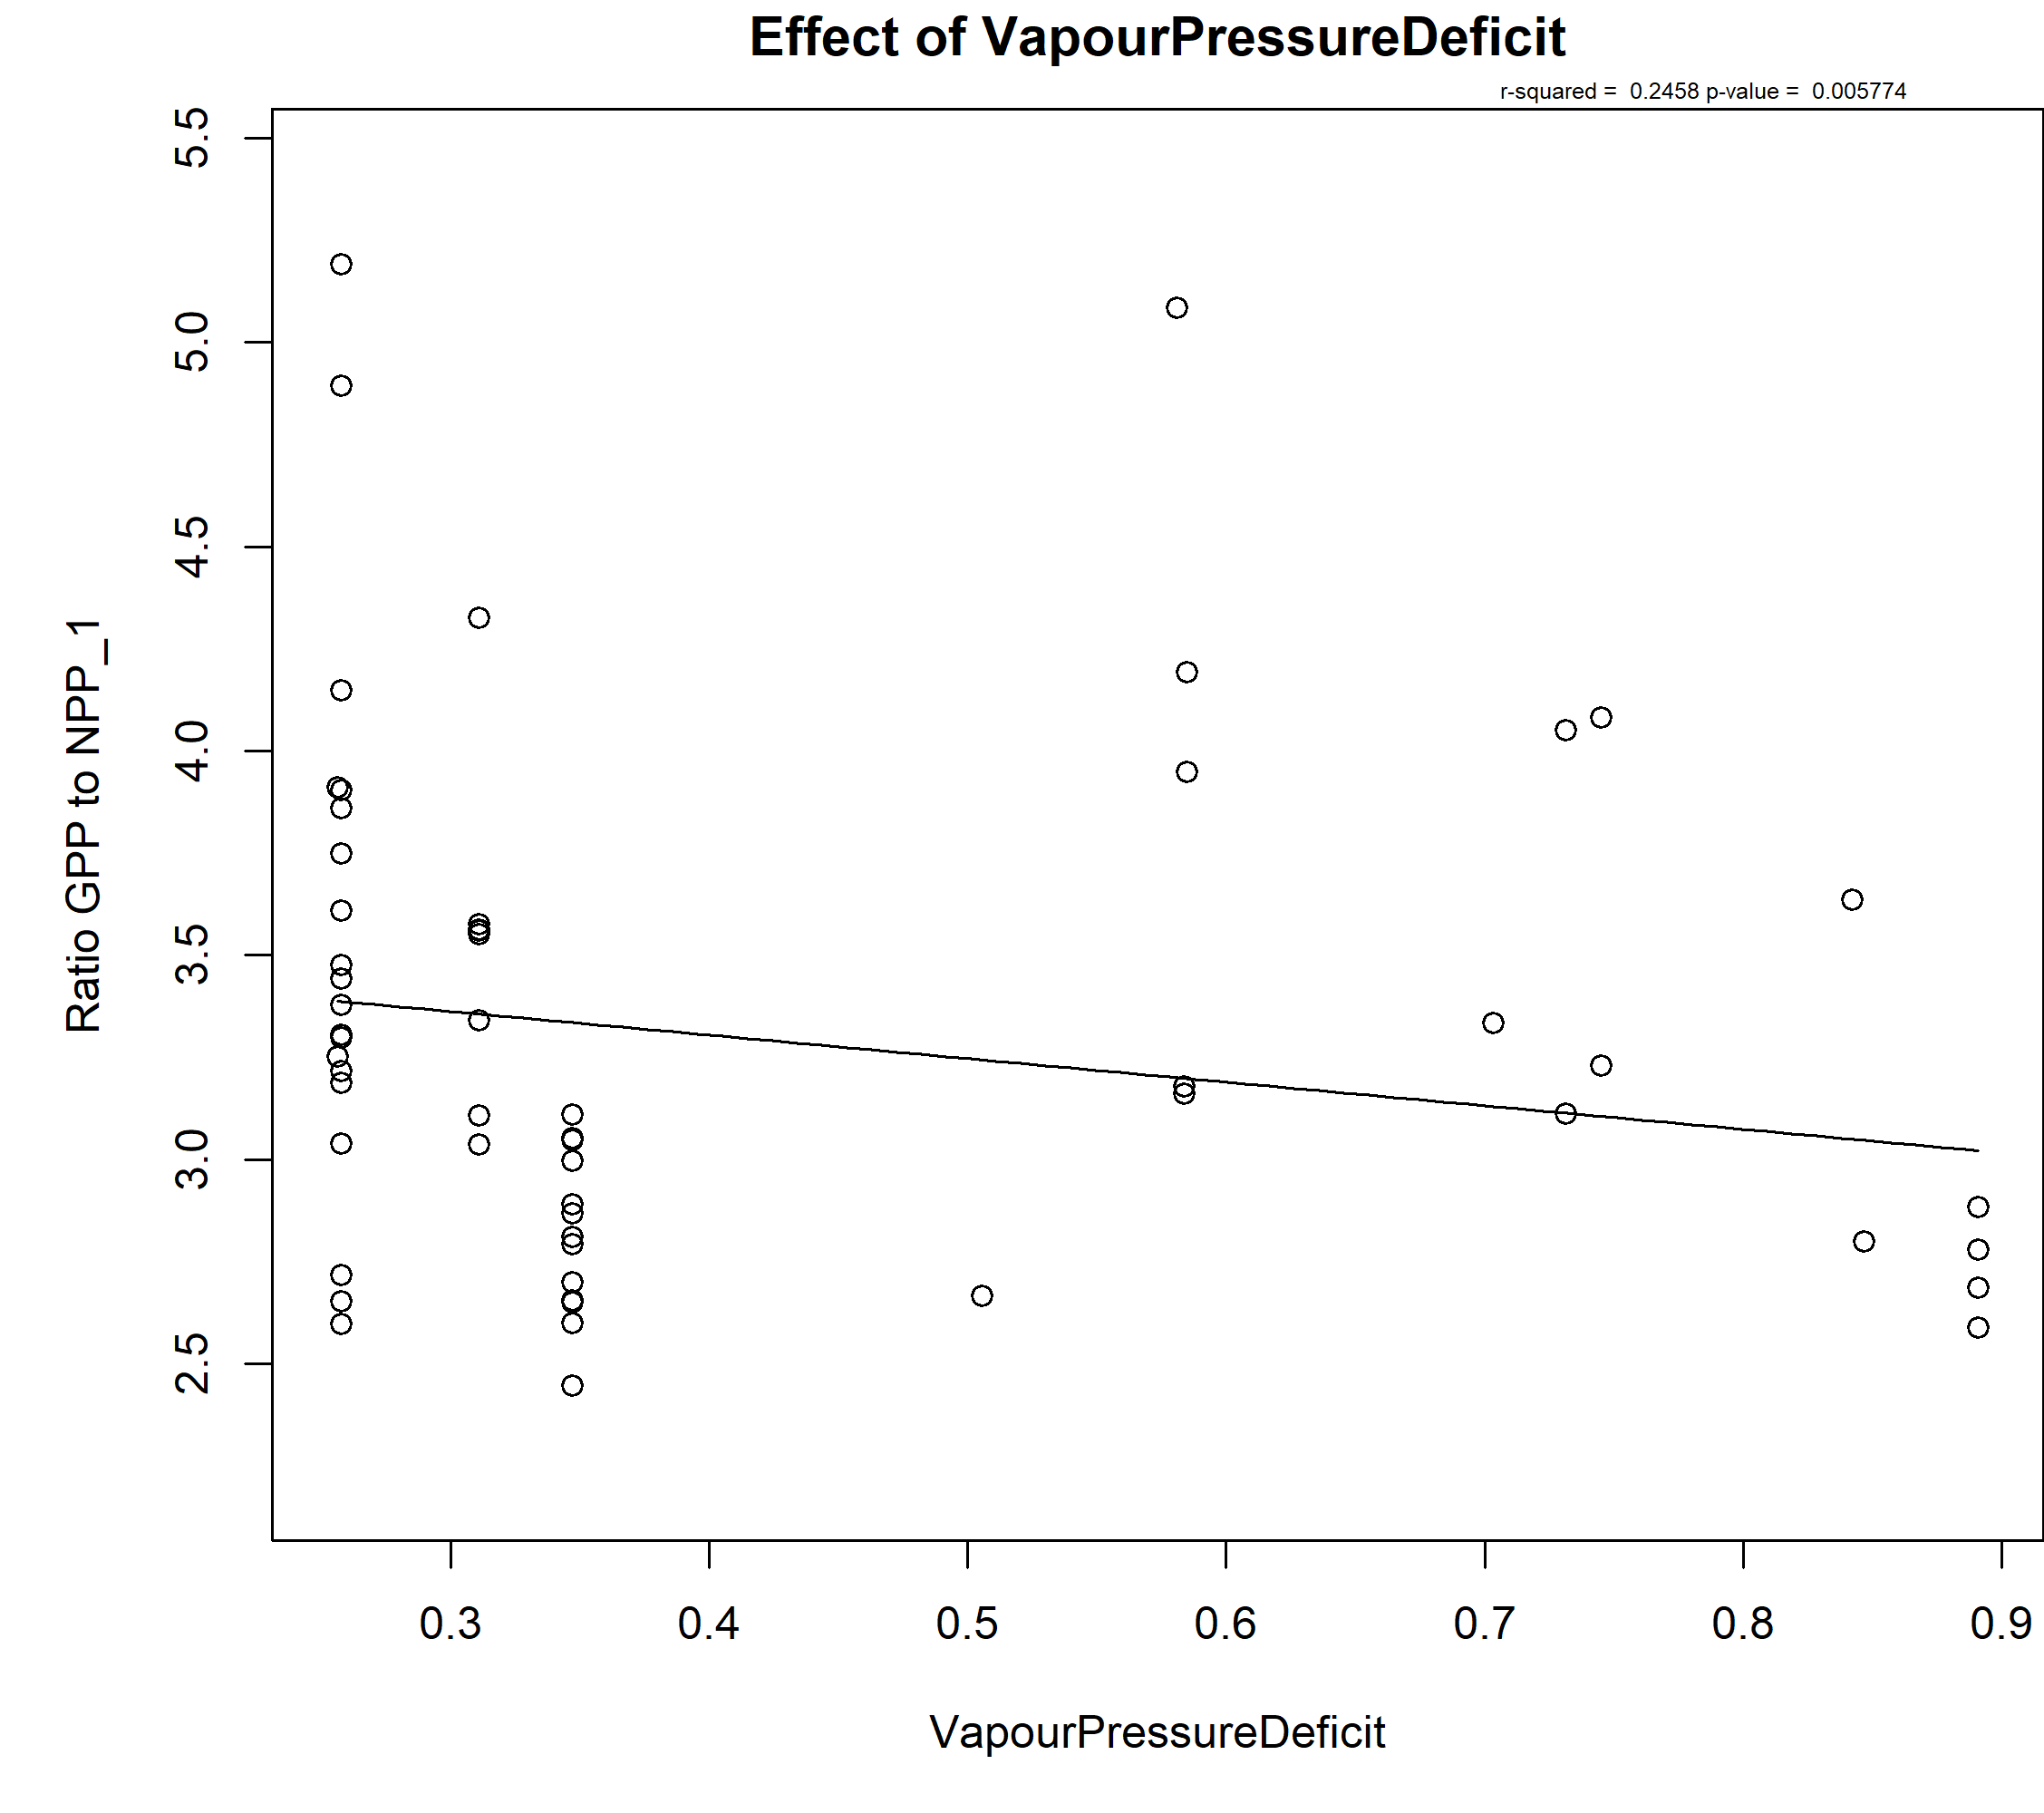 Effect of VapourPressureDeficit
r-squared =  0.2458 p-value =  0.005774
5.5
5.0
4.5
4.0
3.5
3.0
2.5
Ratio GPP to NPP_1
0.3 0.4 0.5 0.6 0.7 0.8 0.9
VapourPressureDeficit